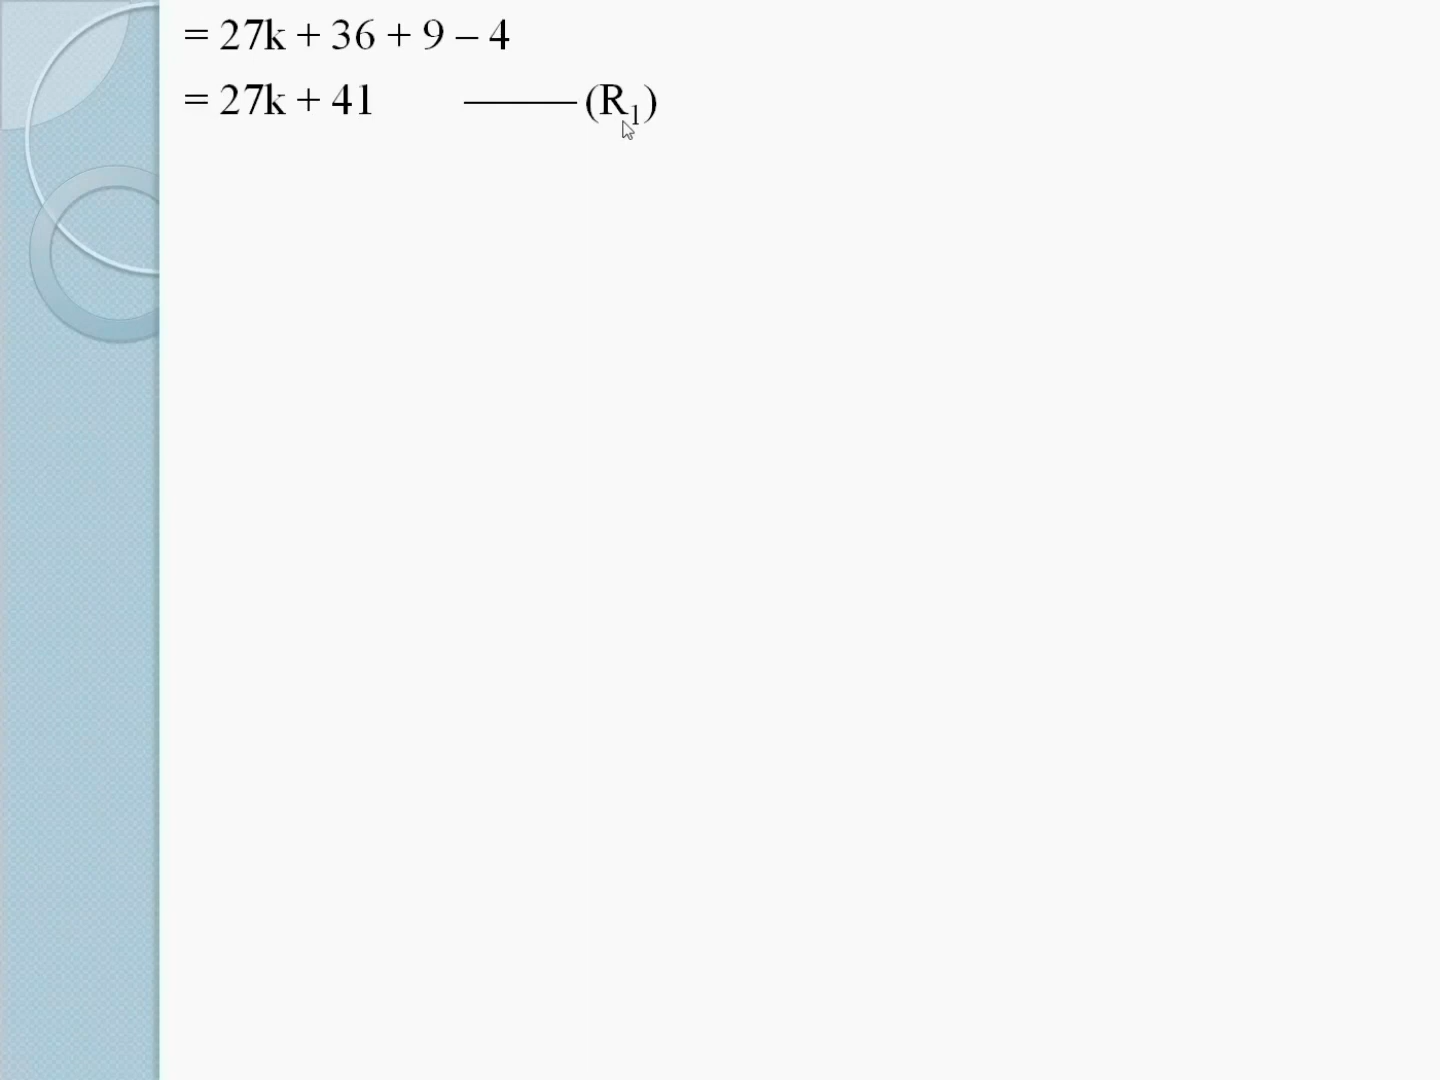 = 27k + 36 + 9 – 4
= 27k + 41 ——— (R₁)